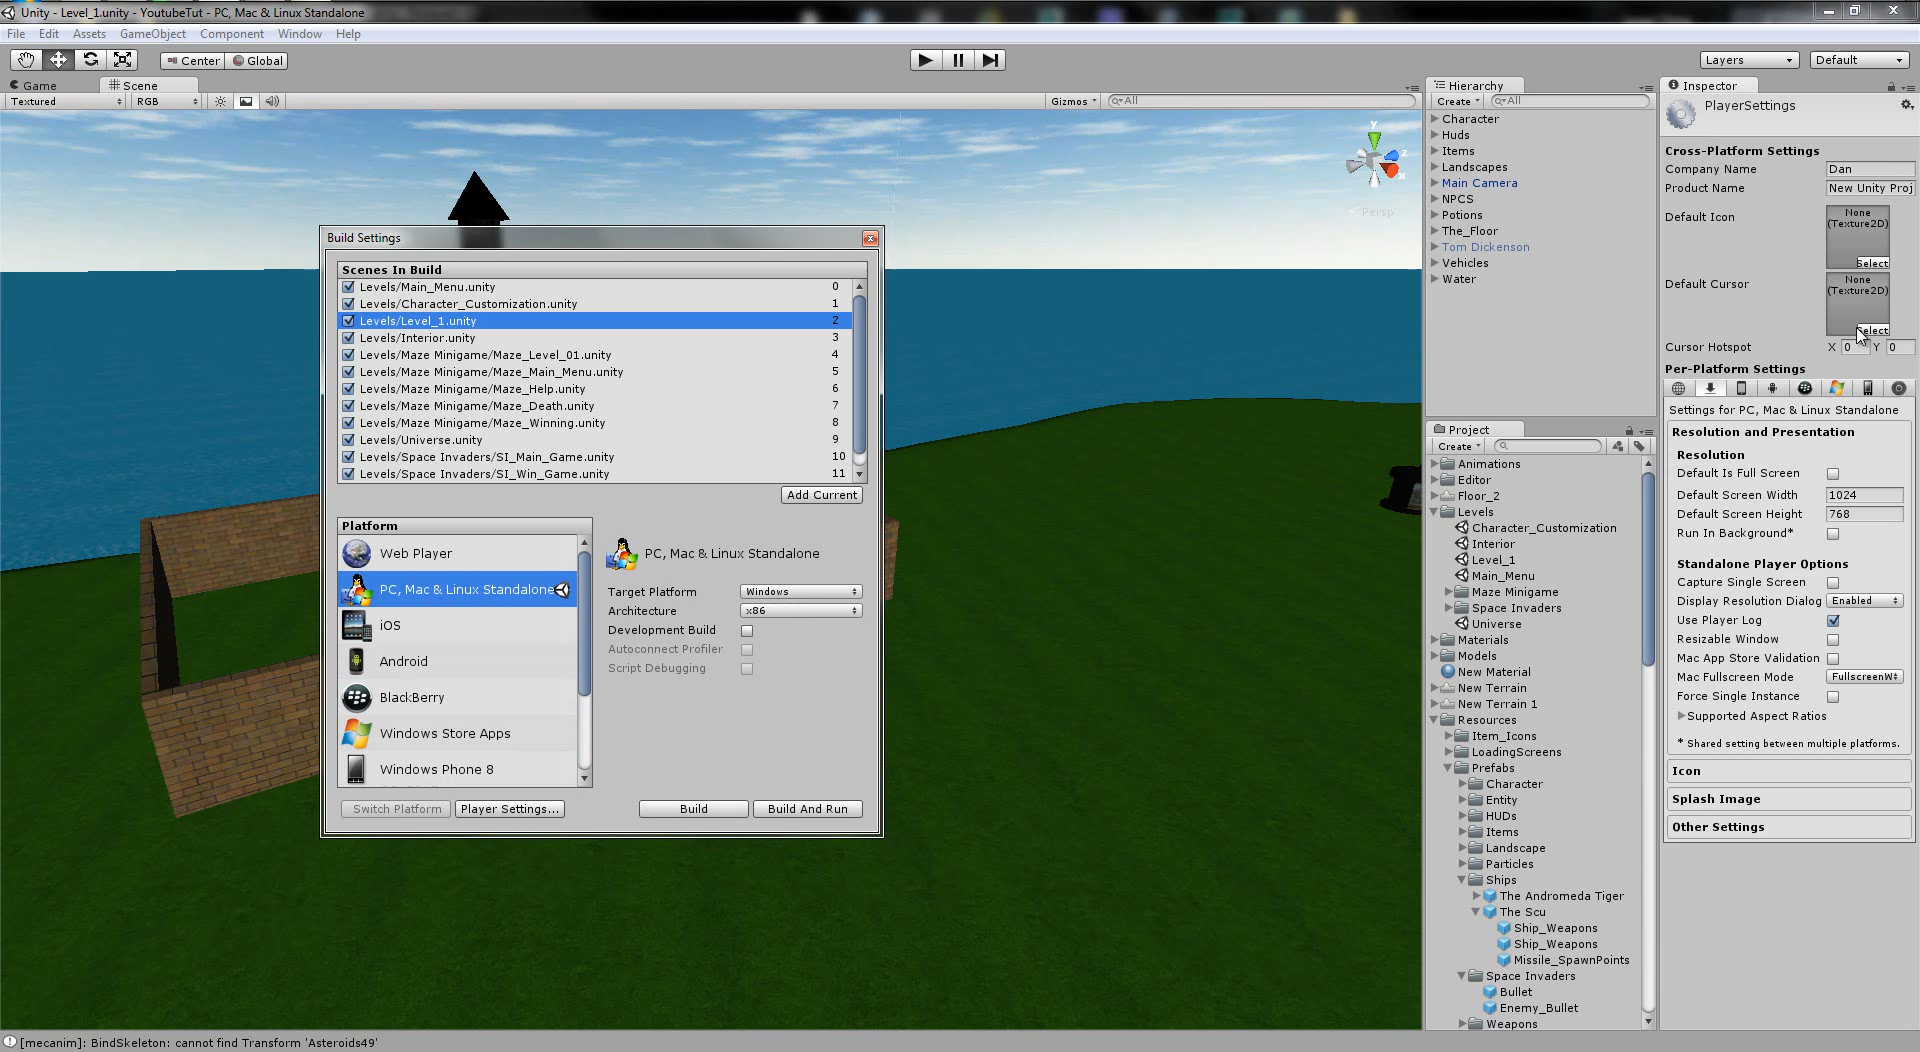 Unity - Level_1.unity - YoutubeTut - PC, Mac & Linux Standalone
File Edit Assets GameObject Component Window Help
Center Global Layers Default
Game Scene
Textured RGB Gizmos All
y z x
Persp
Build Settings
Scenes In Build
Levels/Main_Menu.unity 0
Levels/Character_Customization.unity 1
Levels/Level_1.unity 2
Levels/Interior.unity 3
Levels/Maze Minigame/Maze_Level_01.unity 4
Levels/Maze Minigame/Maze_Main_Menu.unity 5
Levels/Maze Minigame/Maze_Help.unity 6
Levels/Maze Minigame/Maze_Death.unity 7
Levels/Maze Minigame/Maze_Winning.unity 8
Levels/Universe.unity 9
Levels/Space Invaders/SI_Main_Game.unity 10
Levels/Space Invaders/SI_Win_Game.unity 11
Add Current
Platform
Web Player
PC, Mac & Linux Standalone
iOS
Android
BlackBerry
Windows Store Apps
Windows Phone 8
PC, Mac & Linux Standalone
Target Platform Windows
Architecture x86
Development Build
Autoconnect Profiler
Script Debugging
Switch Platform Player Settings... Build Build And Run
Hierarchy
Create All
Character
Huds
Items
Landscapes
Main Camera
NPCS
Potions
The_Floor
Tom Dickenson
Vehicles
Water
Project
Create
Animations
Editor
Floor_2
Levels
Character_Customization
Interior
Level_1
Main_Menu
Maze Minigame
Space Invaders
Universe
Materials
Models
New Material
New Terrain
New Terrain 1
Resources
Item_Icons
LoadingScreens
Prefabs
Character
Entity
HUDs
Items
Landscape
Particles
Ships
The Andromeda Tiger
The Scu
Ship_Weapons
Ship_Weapons
Missile_SpawnPoints
Space Invaders
Bullet
Enemy_Bullet
Weapons
Inspector
PlayerSettings
Cross-Platform Settings
Company Name Dan
Product Name New Unity Proj
Default Icon None (Texture2D) Select
Default Cursor None (Texture2D) Select
Cursor Hotspot X 0 Y 0
Per-Platform Settings
Settings for PC, Mac & Linux Standalone
Resolution and Presentation
Resolution
Default Is Full Screen
Default Screen Width 1024
Default Screen Height 768
Run In Background*
Standalone Player Options
Capture Single Screen
Display Resolution Dialog Enabled
Use Player Log
Resizable Window
Mac App Store Validation
Mac Fullscreen Mode FullscreenW
Force Single Instance
Supported Aspect Ratios
* Shared setting between multiple platforms.
Icon
Splash Image
Other Settings
[mecanim]: BindSkeleton: cannot find Transform 'Asteroids49'